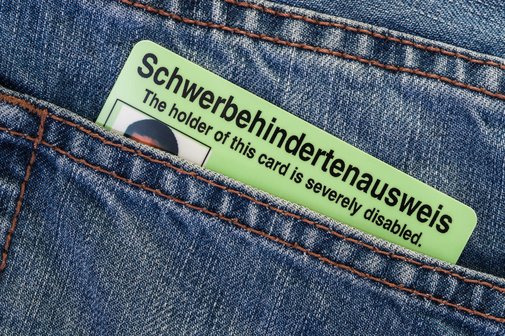 Schwerbehindertenausweis
The holder of this card is severely disabled.